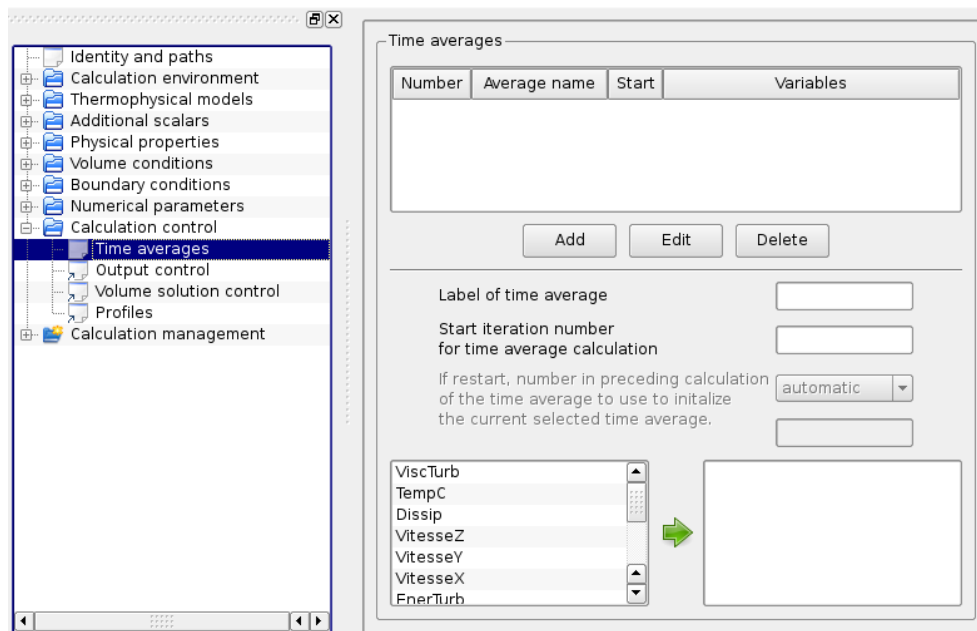 Identity and paths
Calculation environment
Thermophysical models
Additional scalars
Physical properties
Volume conditions
Boundary conditions
Numerical parameters
Calculation control
Time averages
Output control
Volume solution control
Profiles
Calculation management
Time averages
Number Average name Start Variables
Add Edit Delete
Label of time average
Start iteration number
for time average calculation
If restart, number in preceding calculation
of the time average to use to initalize
the current selected time average.
automatic
ViscTurb
TempC
Dissip
VitesseZ
VitesseY
VitesseX
EnerTurb